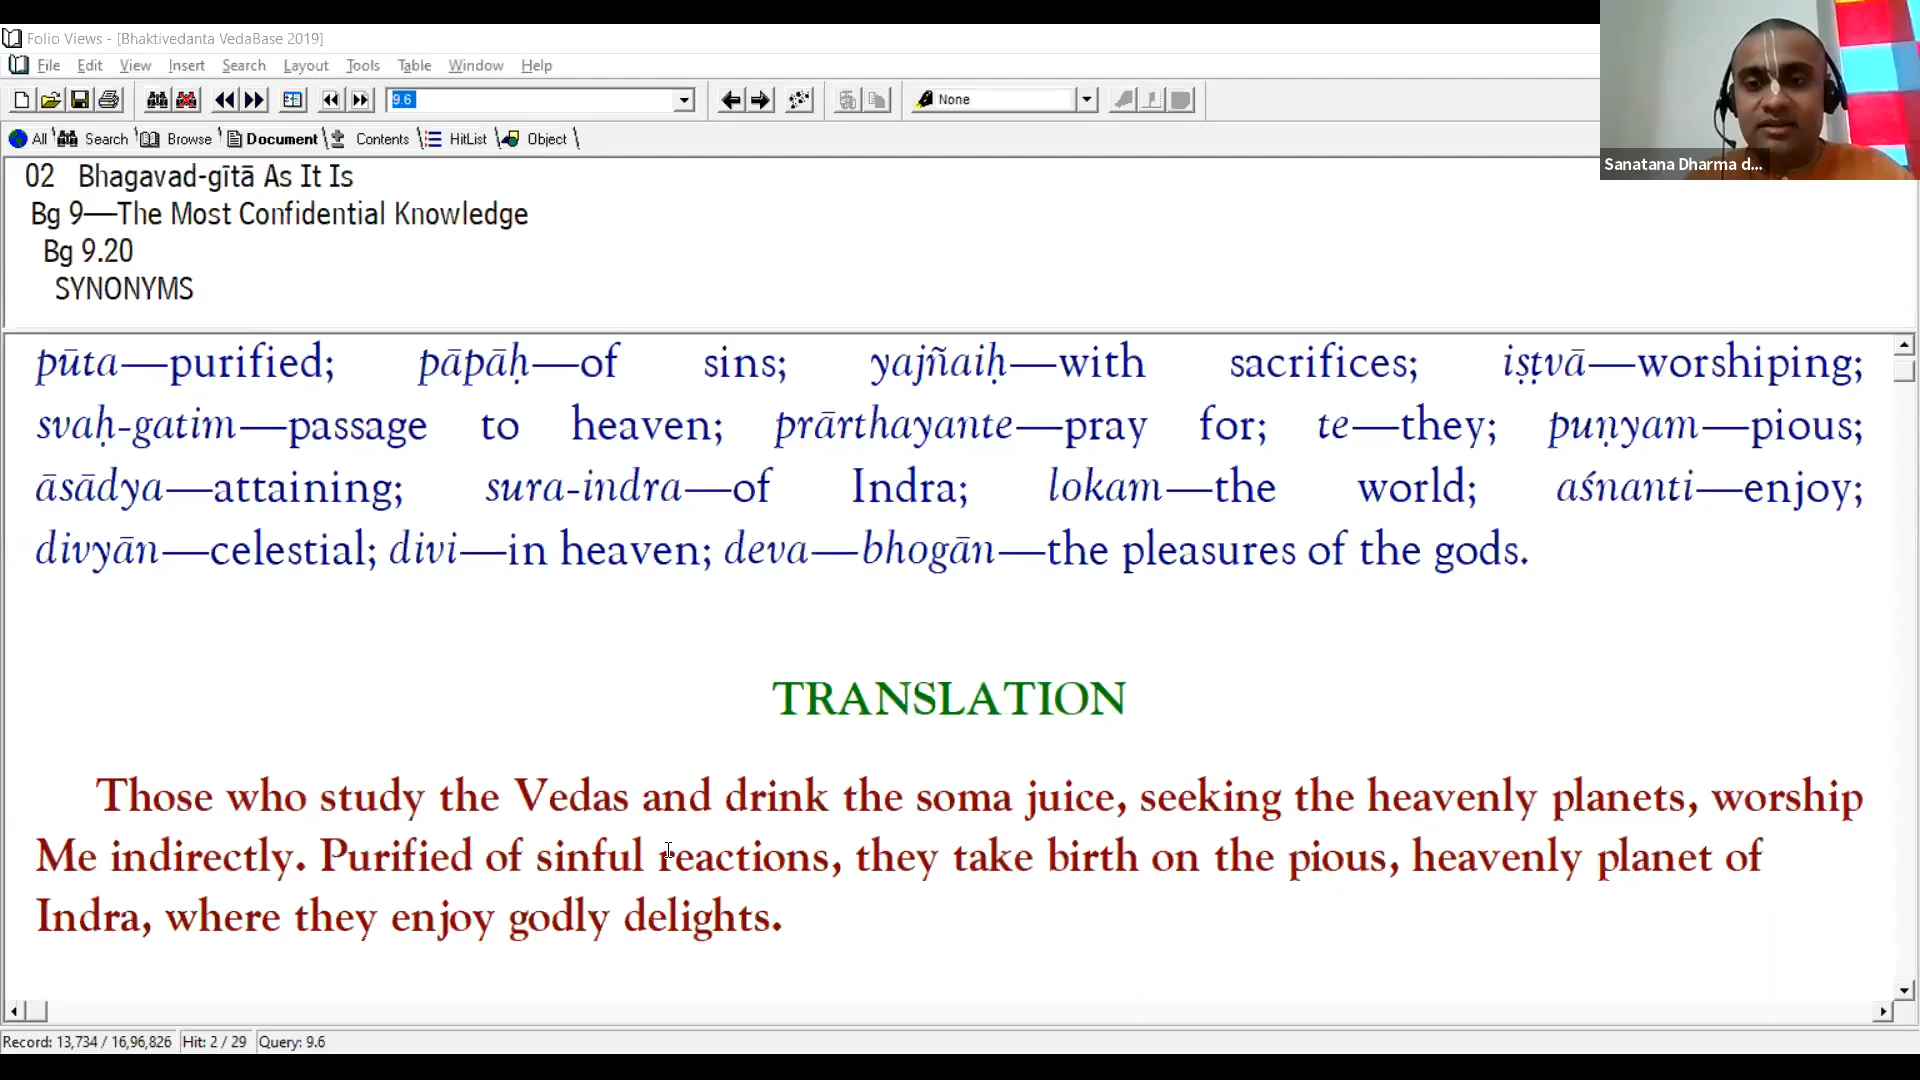 Folio Views - [Bhaktivedanta VedaBase 2019]
File Edit View Insert Search Layout Tools Table Window Help
9.6 None
All Search Browse Document Contents HitList Object
Sanatana Dharma d...
02 Bhagavad-gītā As It Is
Bg 9—The Most Confidential Knowledge
Bg 9.20
SYNONYMS
pūta—purified; pāpāḥ—of sins; yajñaiḥ—with sacrifices; iṣṭvā—worshiping;
svaḥ-gatim—passage to heaven; prārthayante—pray for; te—they; puṇyam—pious;
āsādya—attaining; sura-indra—of Indra; lokam—the world; aśnanti—enjoy;
divyān—celestial; divi—in heaven; deva—bhogān—the pleasures of the gods.
TRANSLATION
Those who study the Vedas and drink the soma juice, seeking the heavenly planets, worship
Me indirectly. Purified of sinful reactions, they take birth on the pious, heavenly planet of
Indra, where they enjoy godly delights.
Record: 13,734 / 16,96,826 Hit: 2 / 29 Query: 9.6